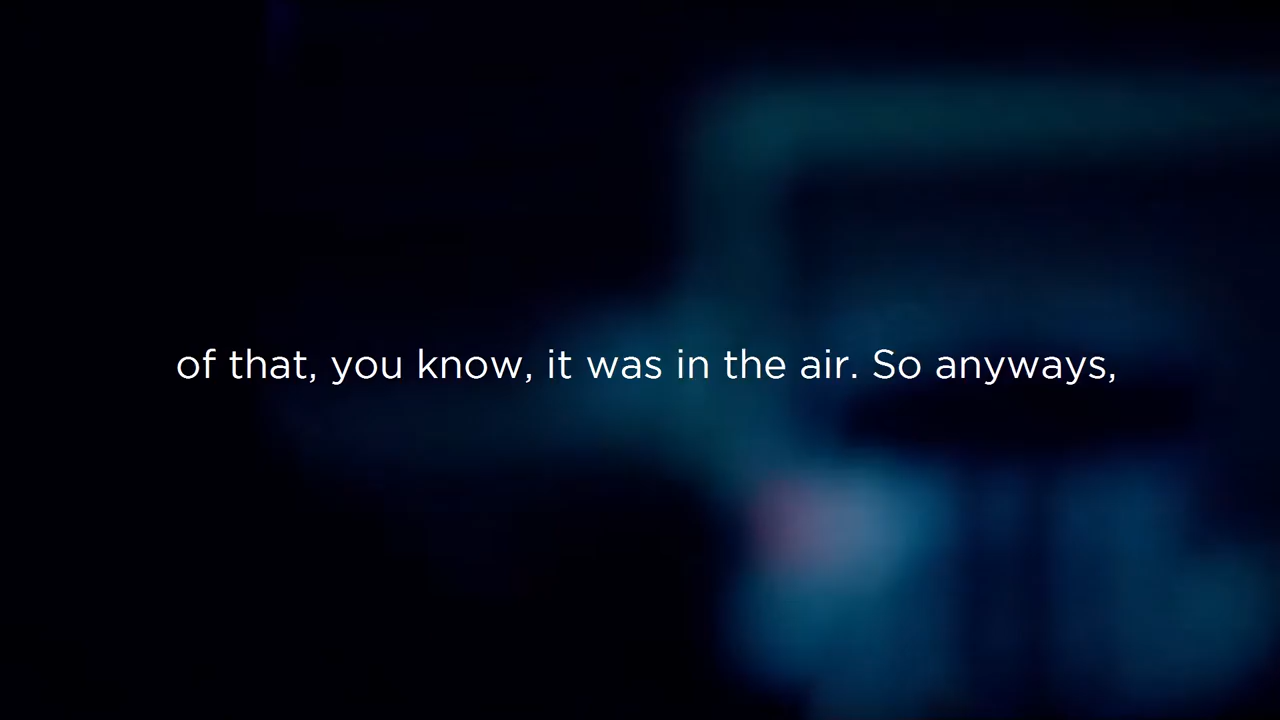 of that, you know, it was in the air. So anyways,